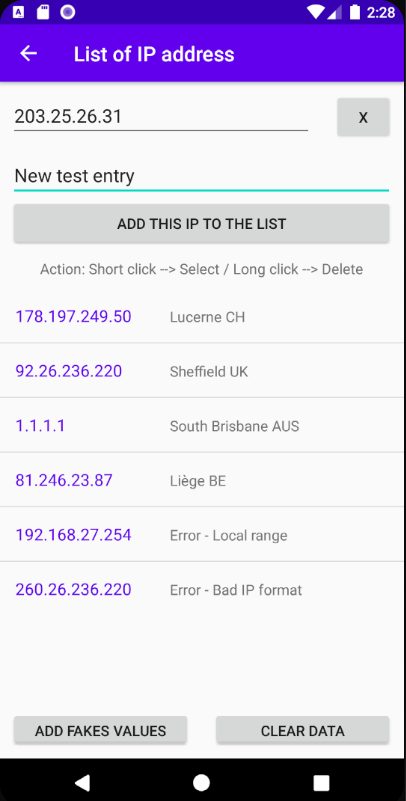 2:28
List of IP address
203.25.26.31
X
New test entry
ADD THIS IP TO THE LIST
Action: Short click --> Select / Long click --> Delete
178.197.249.50 Lucerne CH
92.26.236.220 Sheffield UK
1.1.1.1 South Brisbane AUS
81.246.23.87 Liège BE
192.168.27.254 Error - Local range
260.26.236.220 Error - Bad IP format
ADD FAKES VALUES
CLEAR DATA